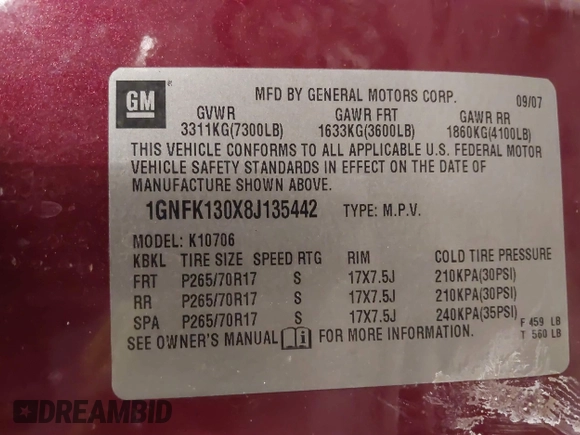 GM
MFD BY GENERAL MOTORS CORP. 09/07
GVWR GAWR FRT GAWR RR
3311KG(7300LB) 1633KG(3600LB) 1860KG(4100LB)
THIS VEHICLE CONFORMS TO ALL APPLICABLE U.S. FEDERAL MOTOR
VEHICLE SAFETY STANDARDS IN EFFECT ON THE DATE OF
MANUFACTURE SHOWN ABOVE.
1GNFK130X8J135442 TYPE: M.P.V.
MODEL: K10706
KBKL TIRE SIZE SPEED RTG RIM COLD TIRE PRESSURE
FRT P265/70R17 S 17X7.5J 210KPA(30PSI)
RR P265/70R17 S 17X7.5J 210KPA(30PSI)
SPA P265/70R17 S 17X7.5J 240KPA(35PSI)
SEE OWNER'S MANUAL FOR MORE INFORMATION.
F 459 LB
T 560 LB
DREAMBID